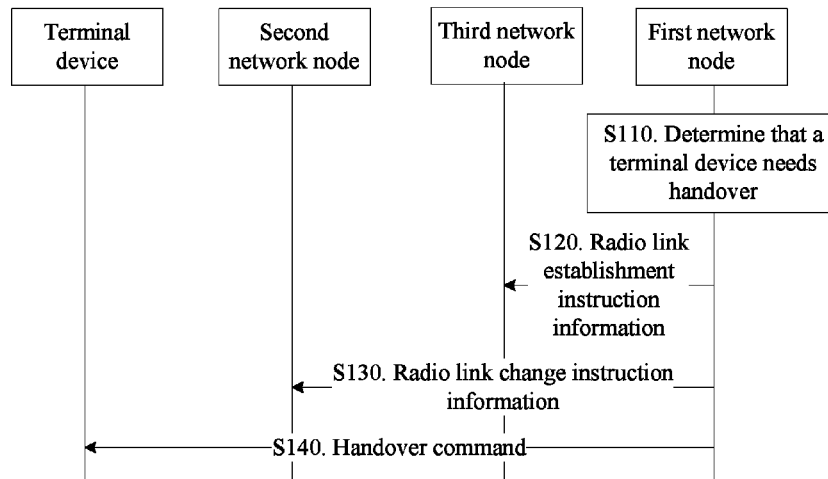 Terminal
device
Second
network node
Third network
node
First network
node
S110. Determine that a
terminal device needs
handover
S120. Radio link
establishment
instruction
information
S130. Radio link change instruction
information
S140. Handover command